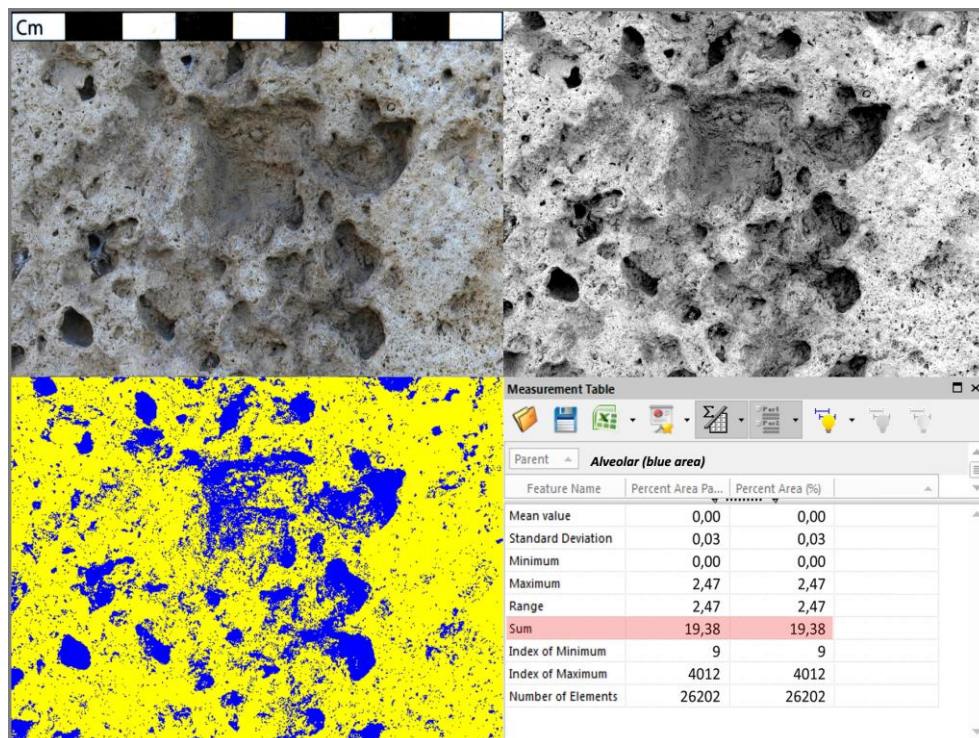 Cm
Measurement Table
Parent Alveolar (blue area)
Feature Name Percent Area Pa... Percent Area (%)
Mean value 0,00 0,00
Standard Deviation 0,03 0,03
Minimum 0,00 0,00
Maximum 2,47 2,47
Range 2,47 2,47
Sum 19,38 19,38
Index of Minimum 9 9
Index of Maximum 4012 4012
Number of Elements 26202 26202